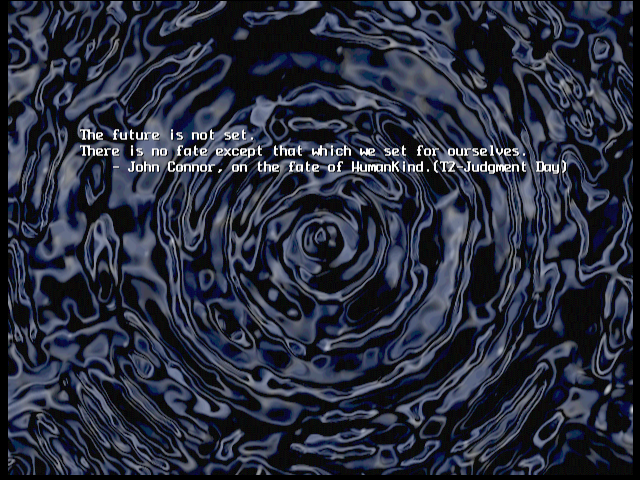 The future is not set.
There is no fate except that which we set for ourselves.
- John Connor, on the fate of HumanKind.(T2-Judgment Day)